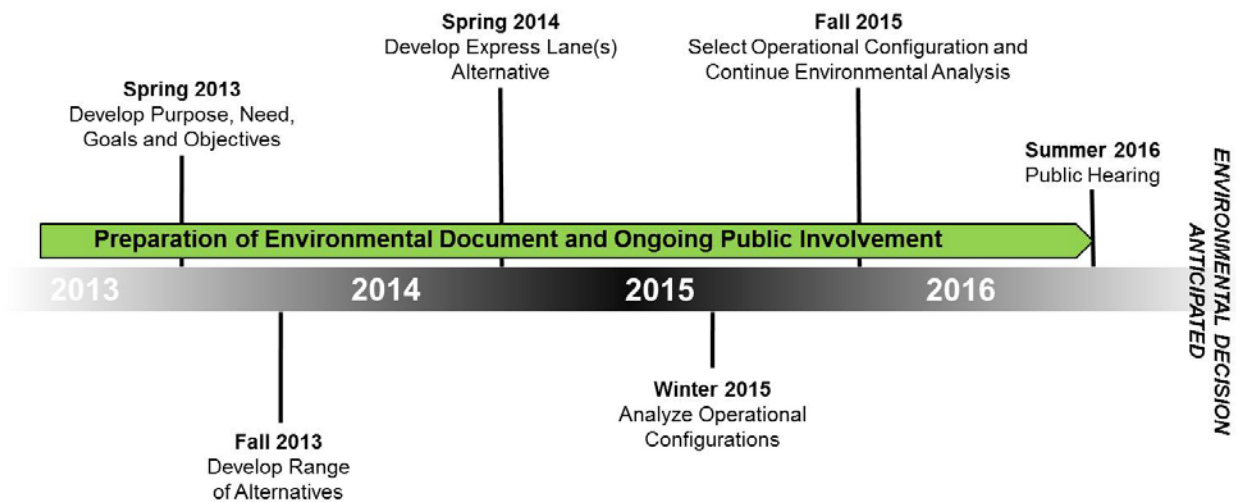 Spring 2013
Develop Purpose, Need,
Goals and Objectives
Spring 2014
Develop Express Lane(s)
Alternative
Fall 2015
Select Operational Configuration and
Continue Environmental Analysis
Summer 2016
Public Hearing
Preparation of Environmental Document and Ongoing Public Involvement
2013
2014
2015
2016
Fall 2013
Develop Range
of Alternatives
Winter 2015
Analyze Operational
Configurations
ENVIRONMENTAL DECISION
ANTICIPATED